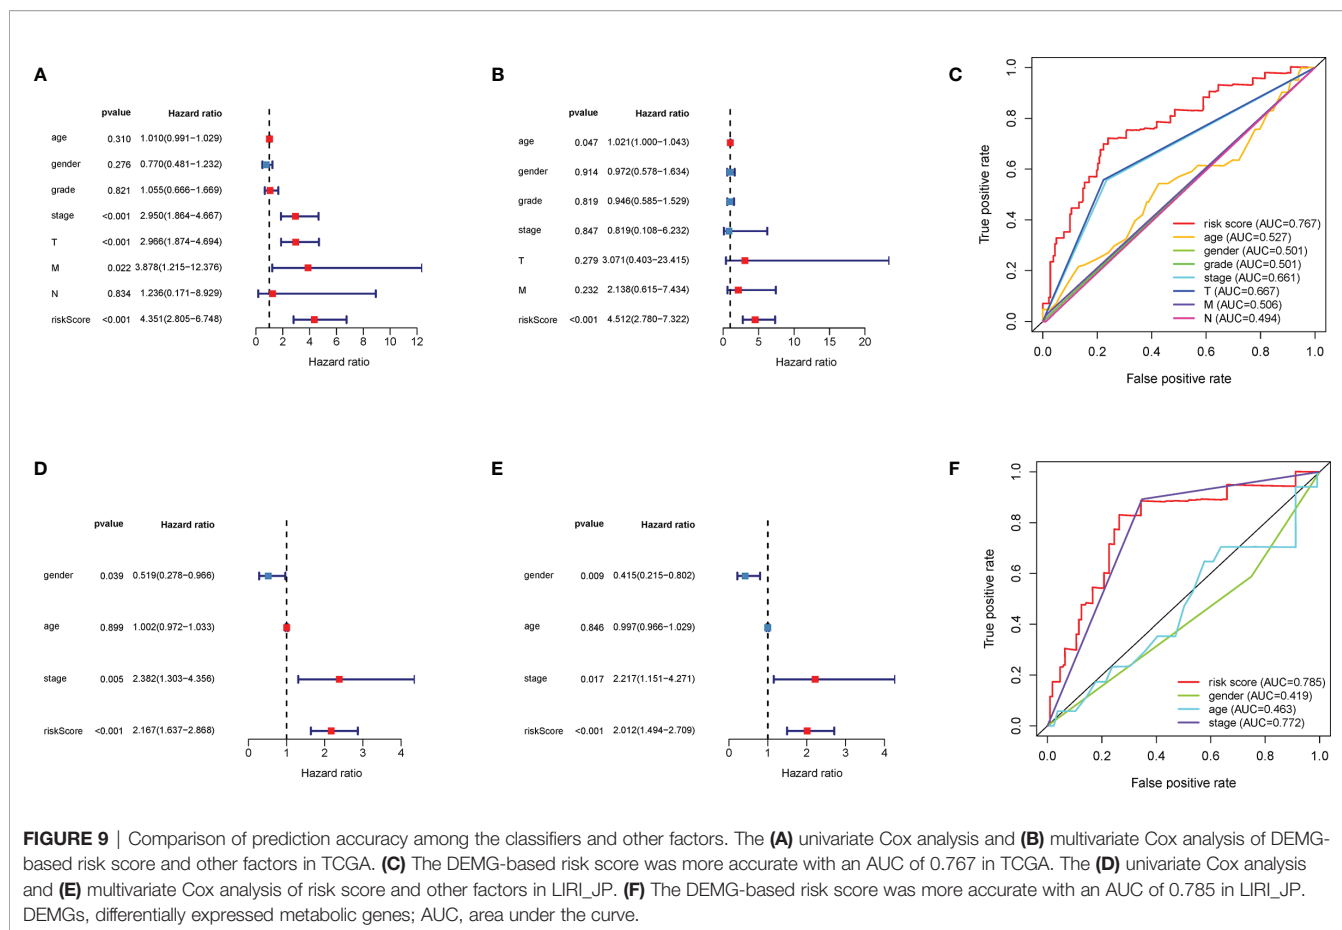 A
pvalue Hazard ratio
age 0.310 1.010(0.991−1.029)
gender 0.276 0.770(0.481−1.232)
grade 0.821 1.055(0.666−1.669)
stage <0.001 2.950(1.864−4.667)
T <0.001 2.966(1.874−4.694)
M 0.022 3.878(1.215−12.376)
N 0.834 1.236(0.171−8.929)
riskScore <0.001 4.351(2.805−6.748)
0 2 4 6 8 10 12
Hazard ratio
B
pvalue Hazard ratio
age 0.047 1.021(1.000−1.043)
gender 0.914 0.972(0.578−1.634)
grade 0.819 0.946(0.585−1.529)
stage 0.847 0.819(0.108−6.232)
T 0.279 3.071(0.403−23.415)
M 0.232 2.138(0.615−7.434)
riskScore <0.001 4.512(2.780−7.322)
0 5 10 15 20
Hazard ratio
C
True positive rate
1.0
0.8
0.6
0.4
0.2
0.0
risk score (AUC=0.767)
age (AUC=0.527)
gender (AUC=0.501)
grade (AUC=0.501)
stage (AUC=0.661)
T (AUC=0.667)
M (AUC=0.506)
N (AUC=0.494)
0.0 0.2 0.4 0.6 0.8 1.0
False positive rate
D
pvalue Hazard ratio
gender 0.039 0.519(0.278−0.966)
age 0.899 1.002(0.972−1.033)
stage 0.005 2.382(1.303−4.356)
riskScore <0.001 2.167(1.637−2.868)
0 1 2 3 4
Hazard ratio
E
pvalue Hazard ratio
gender 0.009 0.415(0.215−0.802)
age 0.846 0.997(0.966−1.029)
stage 0.017 2.217(1.151−4.271)
riskScore <0.001 2.012(1.494−2.709)
0 1 2 3 4
Hazard ratio
F
True positive rate
1.0
0.8
0.6
0.4
0.2
0.0
risk score (AUC=0.785)
gender (AUC=0.419)
age (AUC=0.463)
stage (AUC=0.772)
0.0 0.2 0.4 0.6 0.8 1.0
False positive rate
FIGURE 9 | Comparison of prediction accuracy among the classifiers and other factors. The (A) univariate Cox analysis and (B) multivariate Cox analysis of DEMG-
based risk score and other factors in TCGA. (C) The DEMG-based risk score was more accurate with an AUC of 0.767 in TCGA. The (D) univariate Cox analysis
and (E) multivariate Cox analysis of risk score and other factors in LIRI_JP. (F) The DEMG-based risk score was more accurate with an AUC of 0.785 in LIRI_JP.
DEMGs, differentially expressed metabolic genes; AUC, area under the curve.